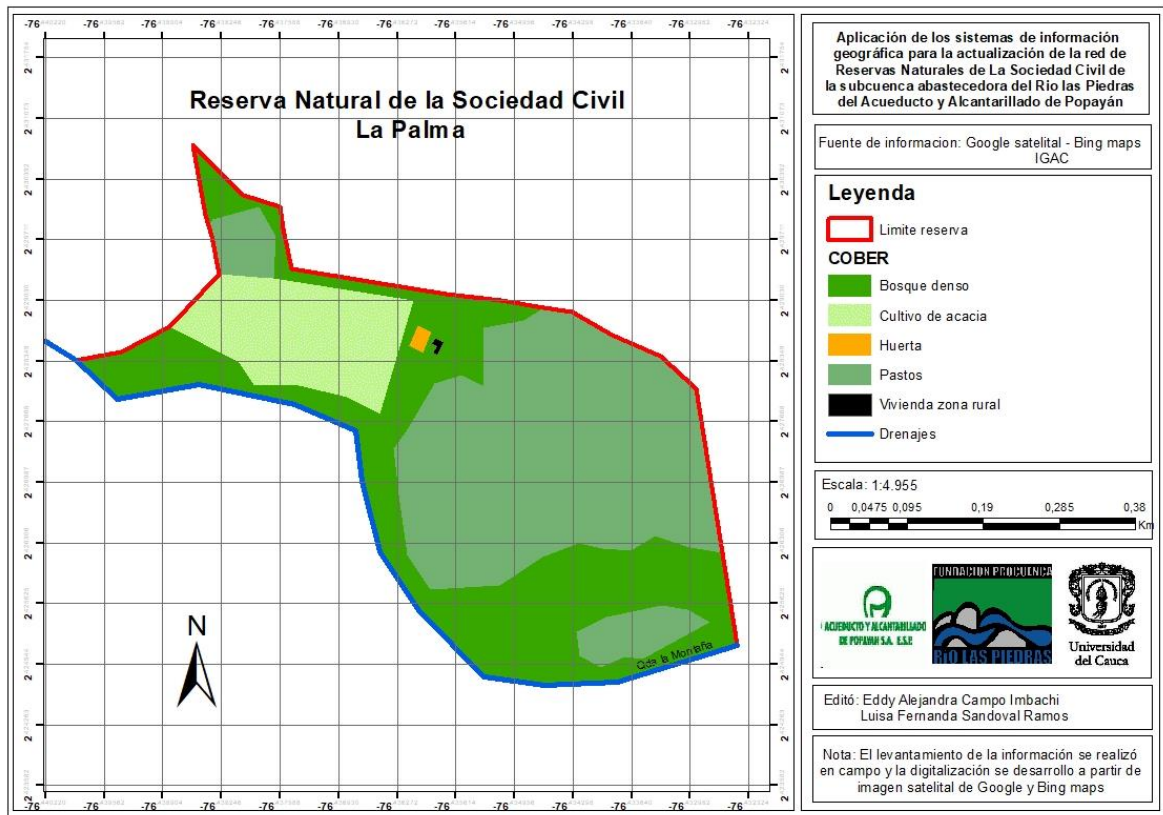 Reserva Natural de la Sociedad Civil
La Palma
N
Qda la Montaña
Aplicación de los sistemas de información
geográfica para la actualización de la red de
Reservas Naturales de La Sociedad Civil de
la subcuenca abastecedora del Río las Piedras
del Acueducto y Alcantarillado de Popayán
Fuente de informacion: Google satelital - Bing maps
IGAC
Leyenda
Limite reserva
COBER
Bosque denso
Cultivo de acacia
Huerta
Pastos
Vivienda zona rural
Drenajes
Escala: 1:4.955
0 0,0475 0,095 0,19 0,285 0,38
Km
ACUEDUCTO Y ALCANTARILLADO
DE POPAYAN S.A. E.S.P.
FUNDACION PROCUENCA
RIO LAS PIEDRAS
Universidad
del Cauca
Editó: Eddy Alejandra Campo Imbachi
Luisa Fernanda Sandoval Ramos
Nota: El levantamiento de la información se realizó
en campo y la digitalización se desarrollo a partir de
imagen satelital de Google y Bing maps